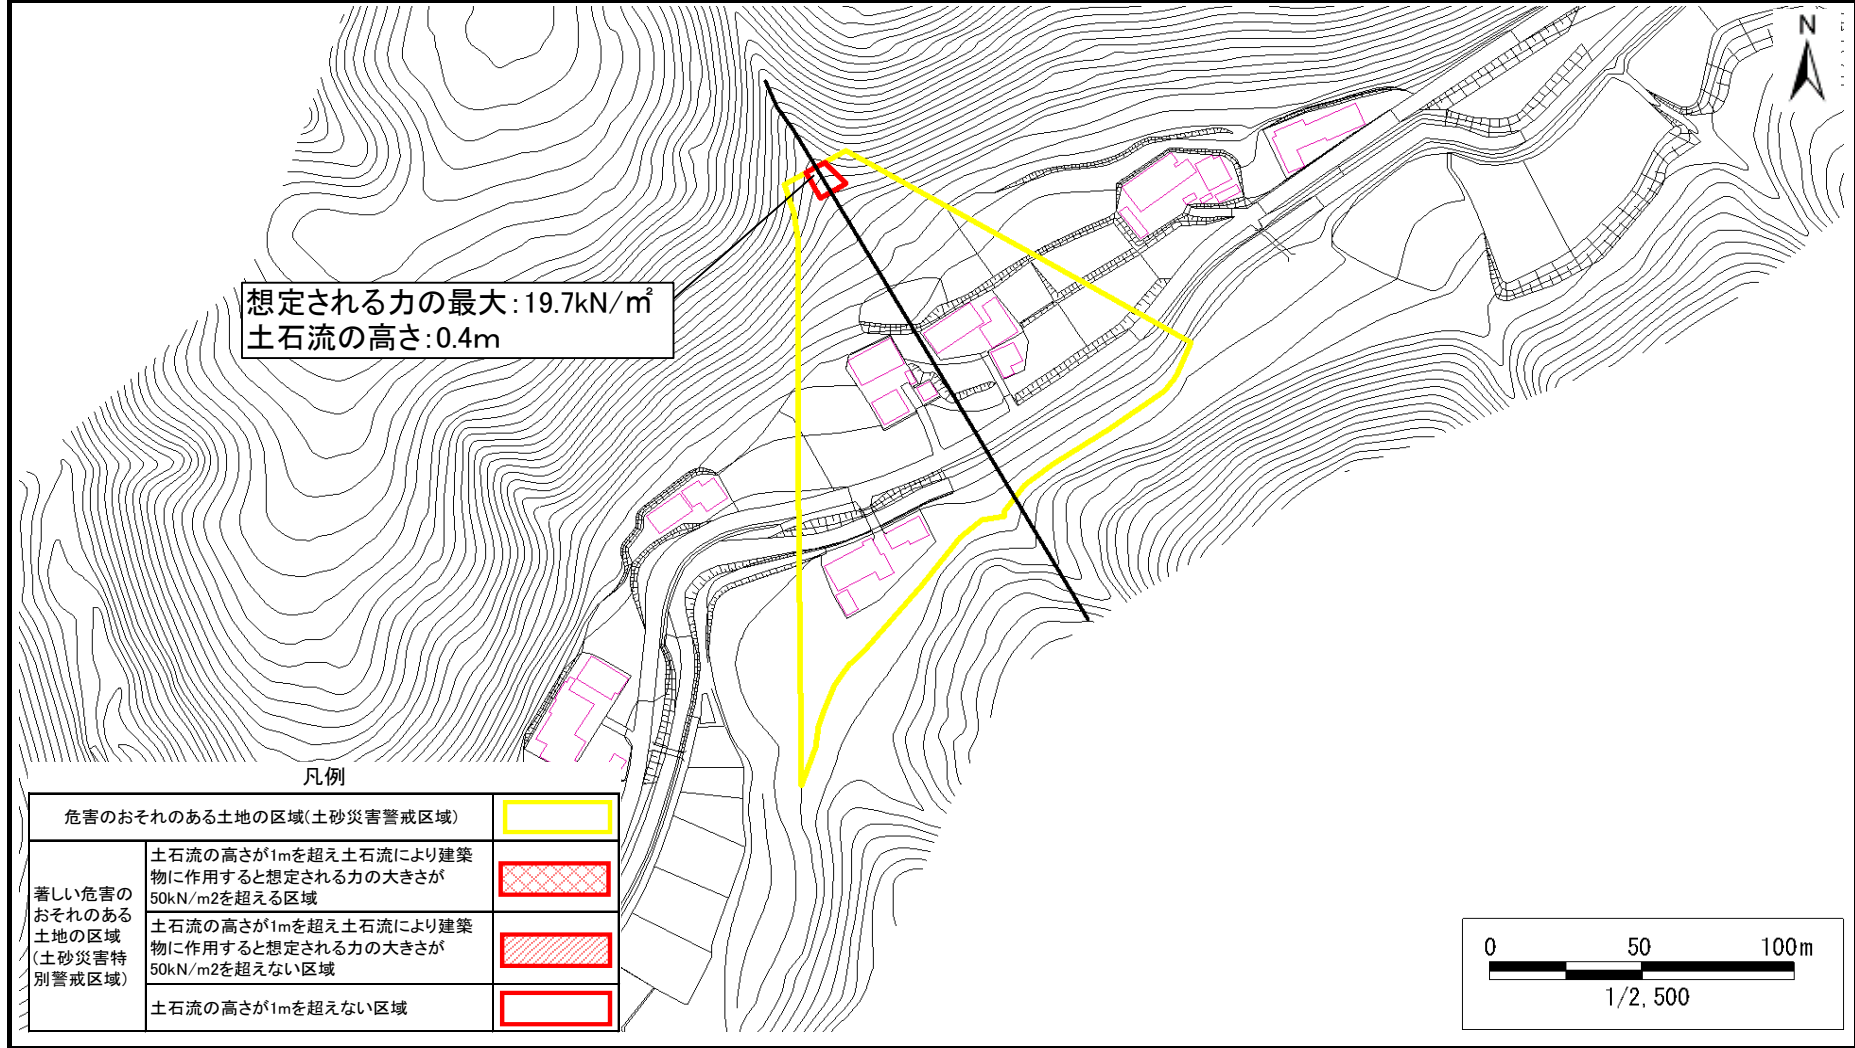 N
想定される力の最大:19.7kN/㎡
土石流の高さ:0.4m
凡例
危害のおそれのある土地の区域(土砂災害警戒区域)
著しい危害の
おそれのある
土地の区域
(土砂災害特
別警戒区域)
土石流の高さが1mを超え土石流により建築
物に作用すると想定される力の大きさが
50kN/m2を超える区域
土石流の高さが1mを超え土石流により建築
物に作用すると想定される力の大きさが
50kN/m2を超えない区域
土石流の高さが1mを超えない区域
0 50 100m
1/2,500